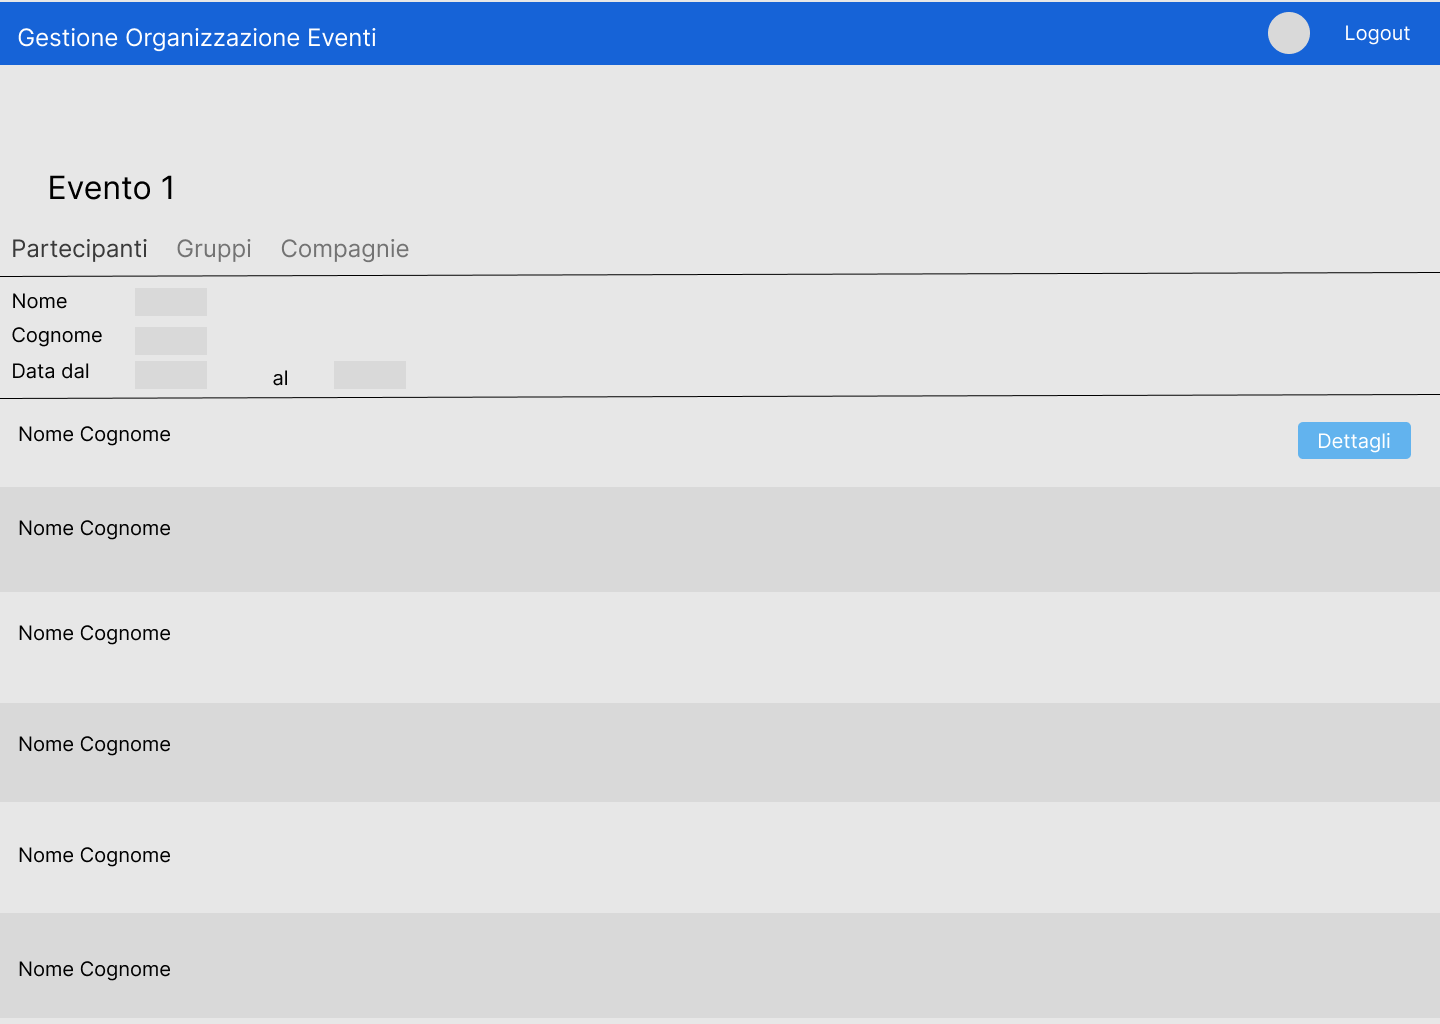 Gestione Organizzazione Eventi Logout
Evento 1
Partecipanti Gruppi Compagnie
Nome
Cognome
Data dal al
Nome Cognome Dettagli
Nome Cognome
Nome Cognome
Nome Cognome
Nome Cognome
Nome Cognome